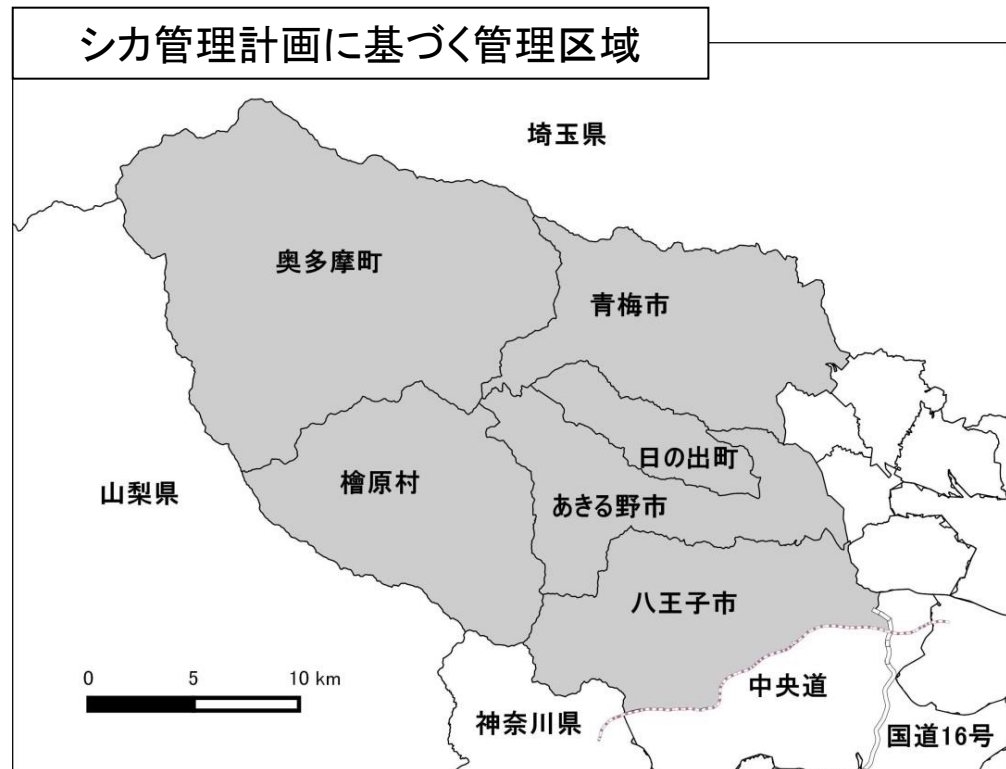 シカ管理計画に基づく管理区域
埼玉県
奥多摩町
青梅市
日の出町
檜原村
山梨県
あきる野市
八王子市
0 5 10 km
中央道
神奈川県
国道16号